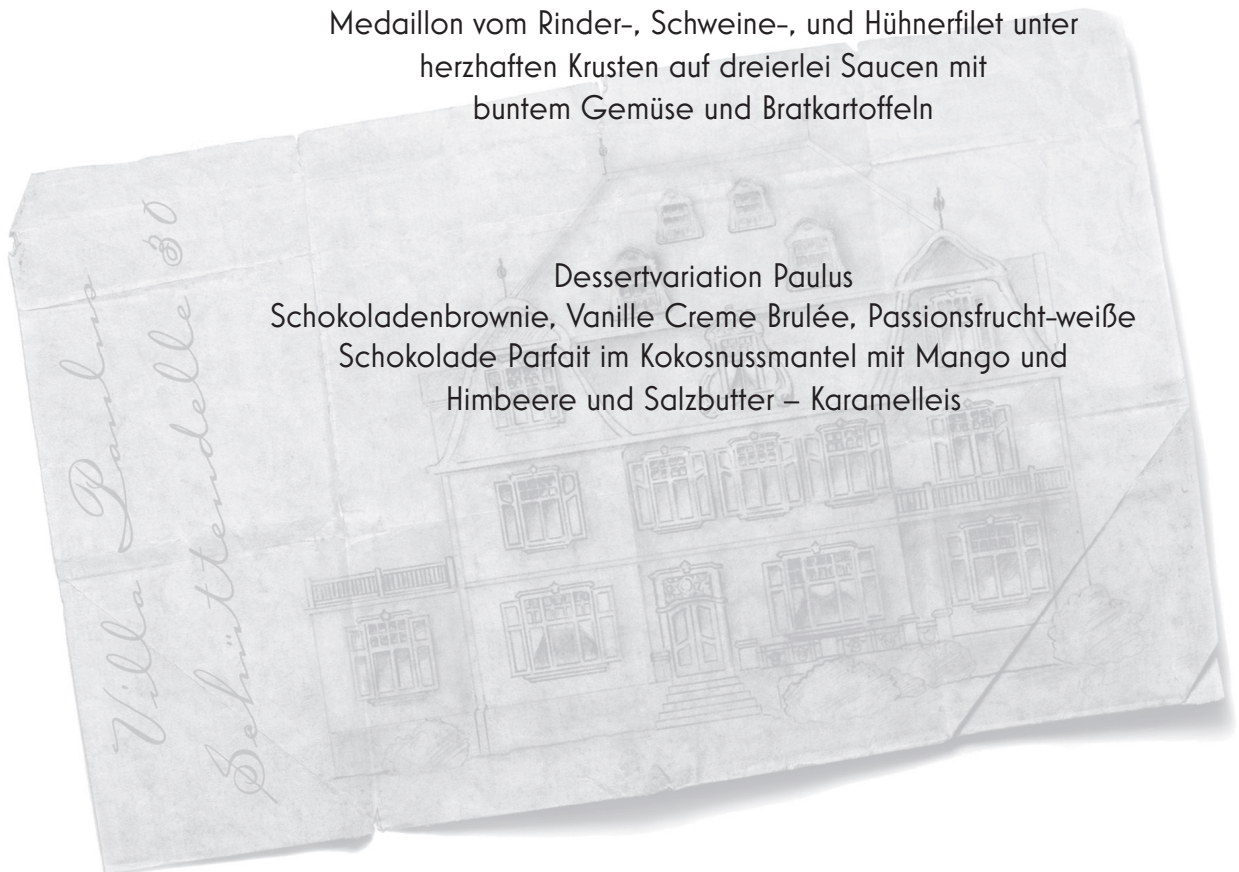 Medaillon vom Rinder-, Schweine-, und Hühnerfilet unter
herzhaften Krusten auf dreierlei Saucen mit
buntem Gemüse und Bratkartoffeln
Dessertvariation Paulus
Schokoladenbrownie, Vanille Creme Brulée, Passionsfrucht-weiße
Schokolade Parfait im Kokosnussmantel mit Mango und
Himbeere und Salzbutter – Karamelleis
Villa Paulus
Schüttendelle 30